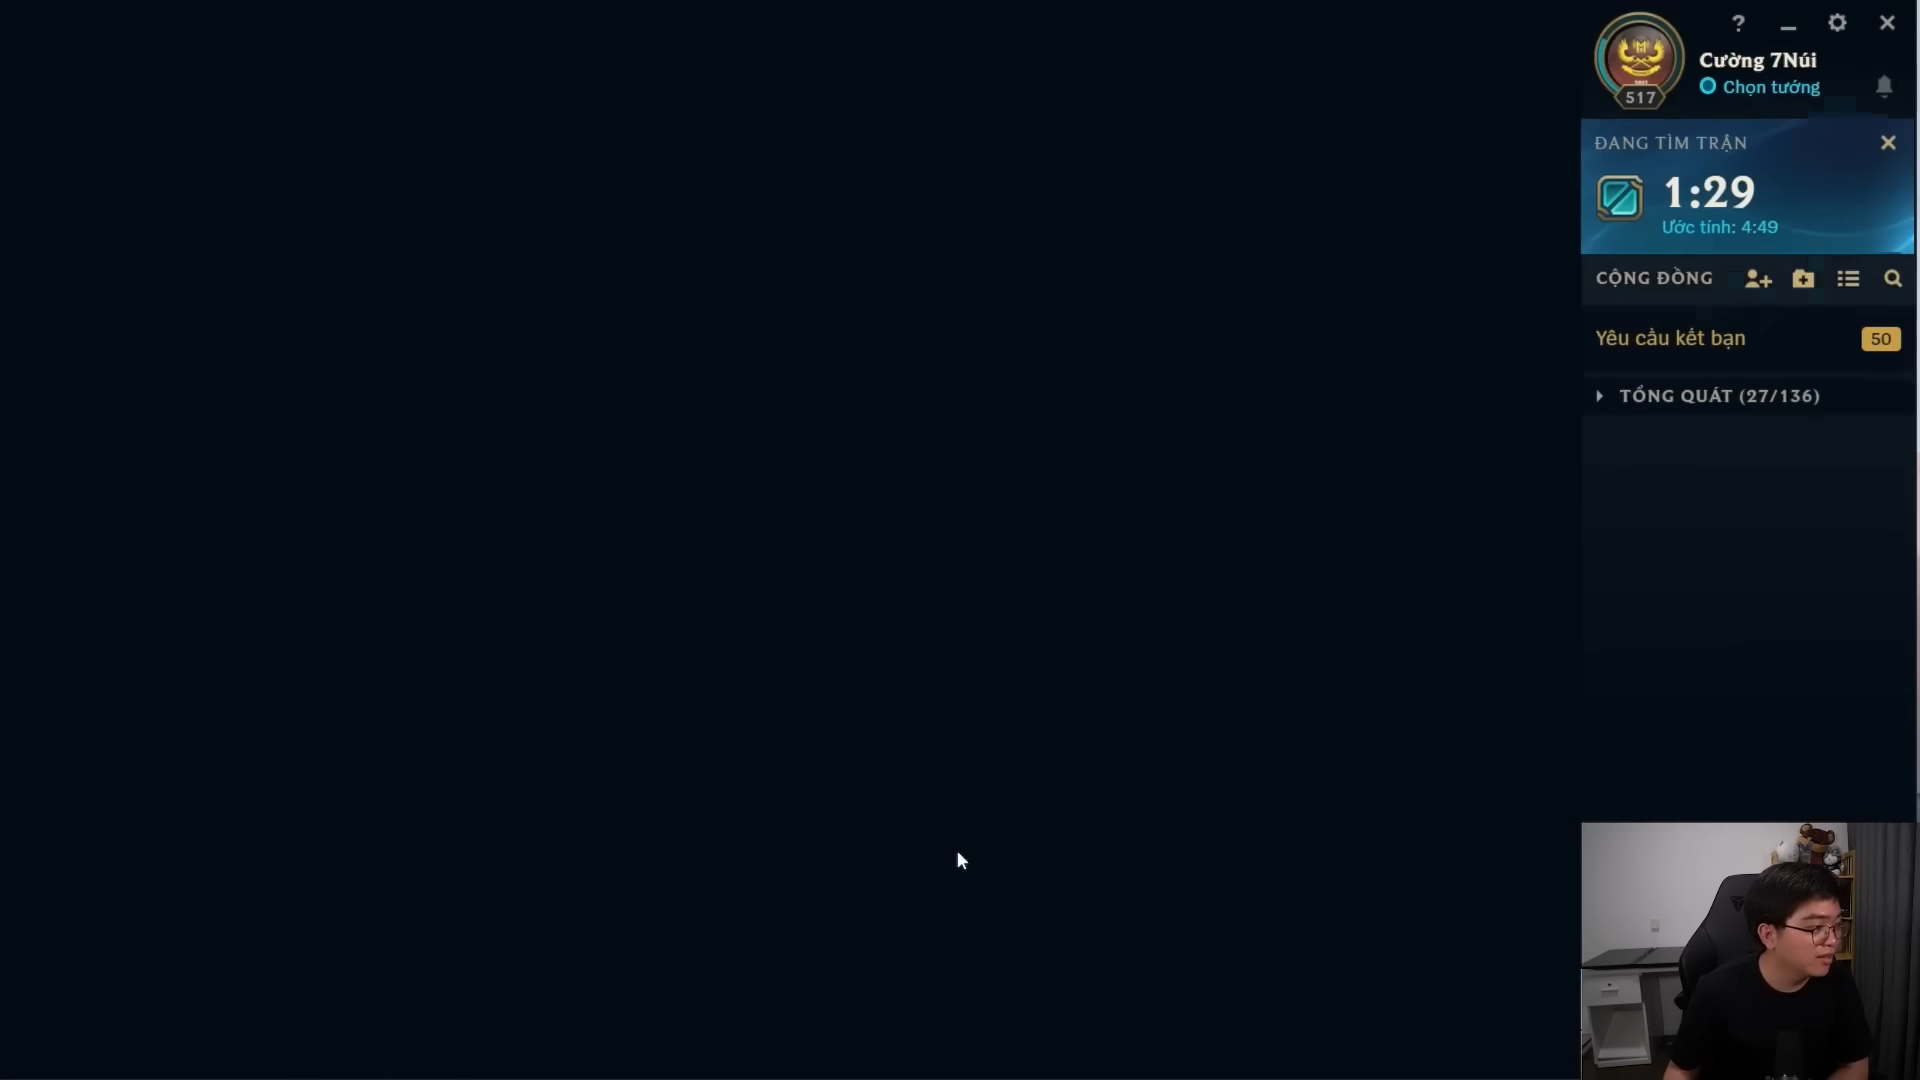 Cường 7Núi
517
Chọn tướng
ĐANG TÌM TRẬN
1:29
Ước tính: 4:49
CỘNG ĐỒNG
Yêu cầu kết bạn 50
TỔNG QUÁT (27/136)